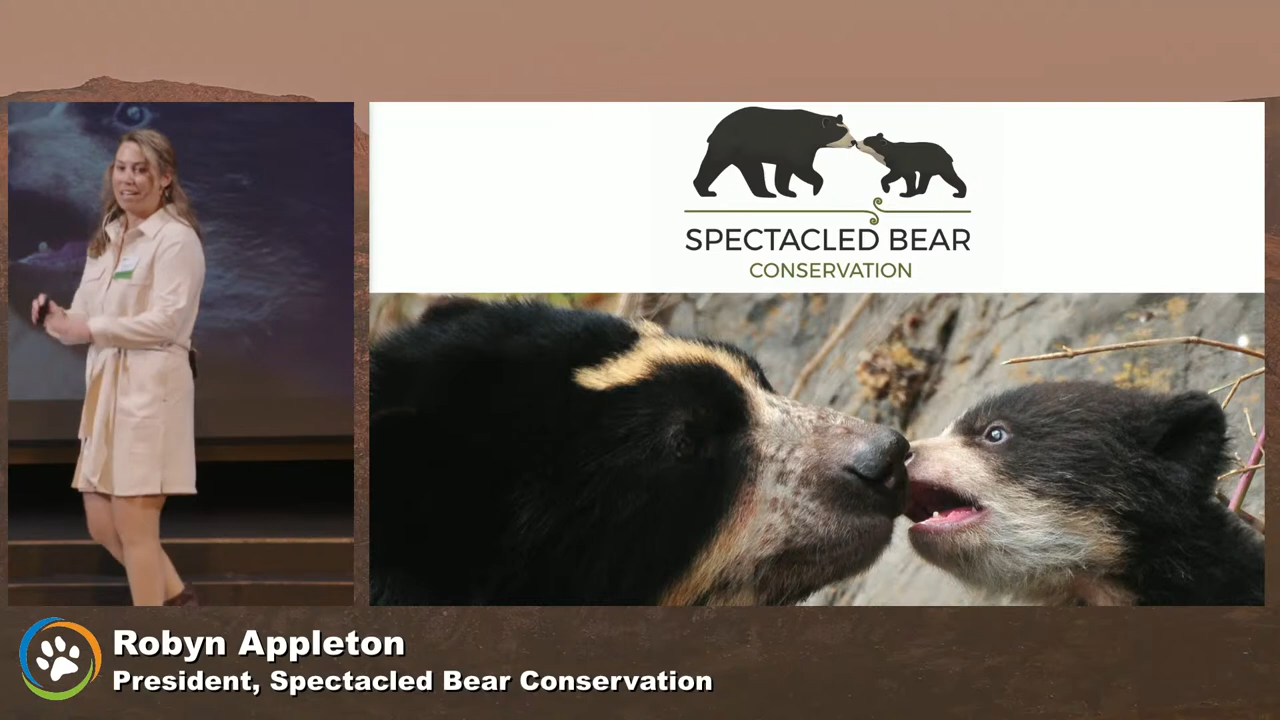 SPECTACLED BEAR
CONSERVATION
Robyn Appleton
President, Spectacled Bear Conservation